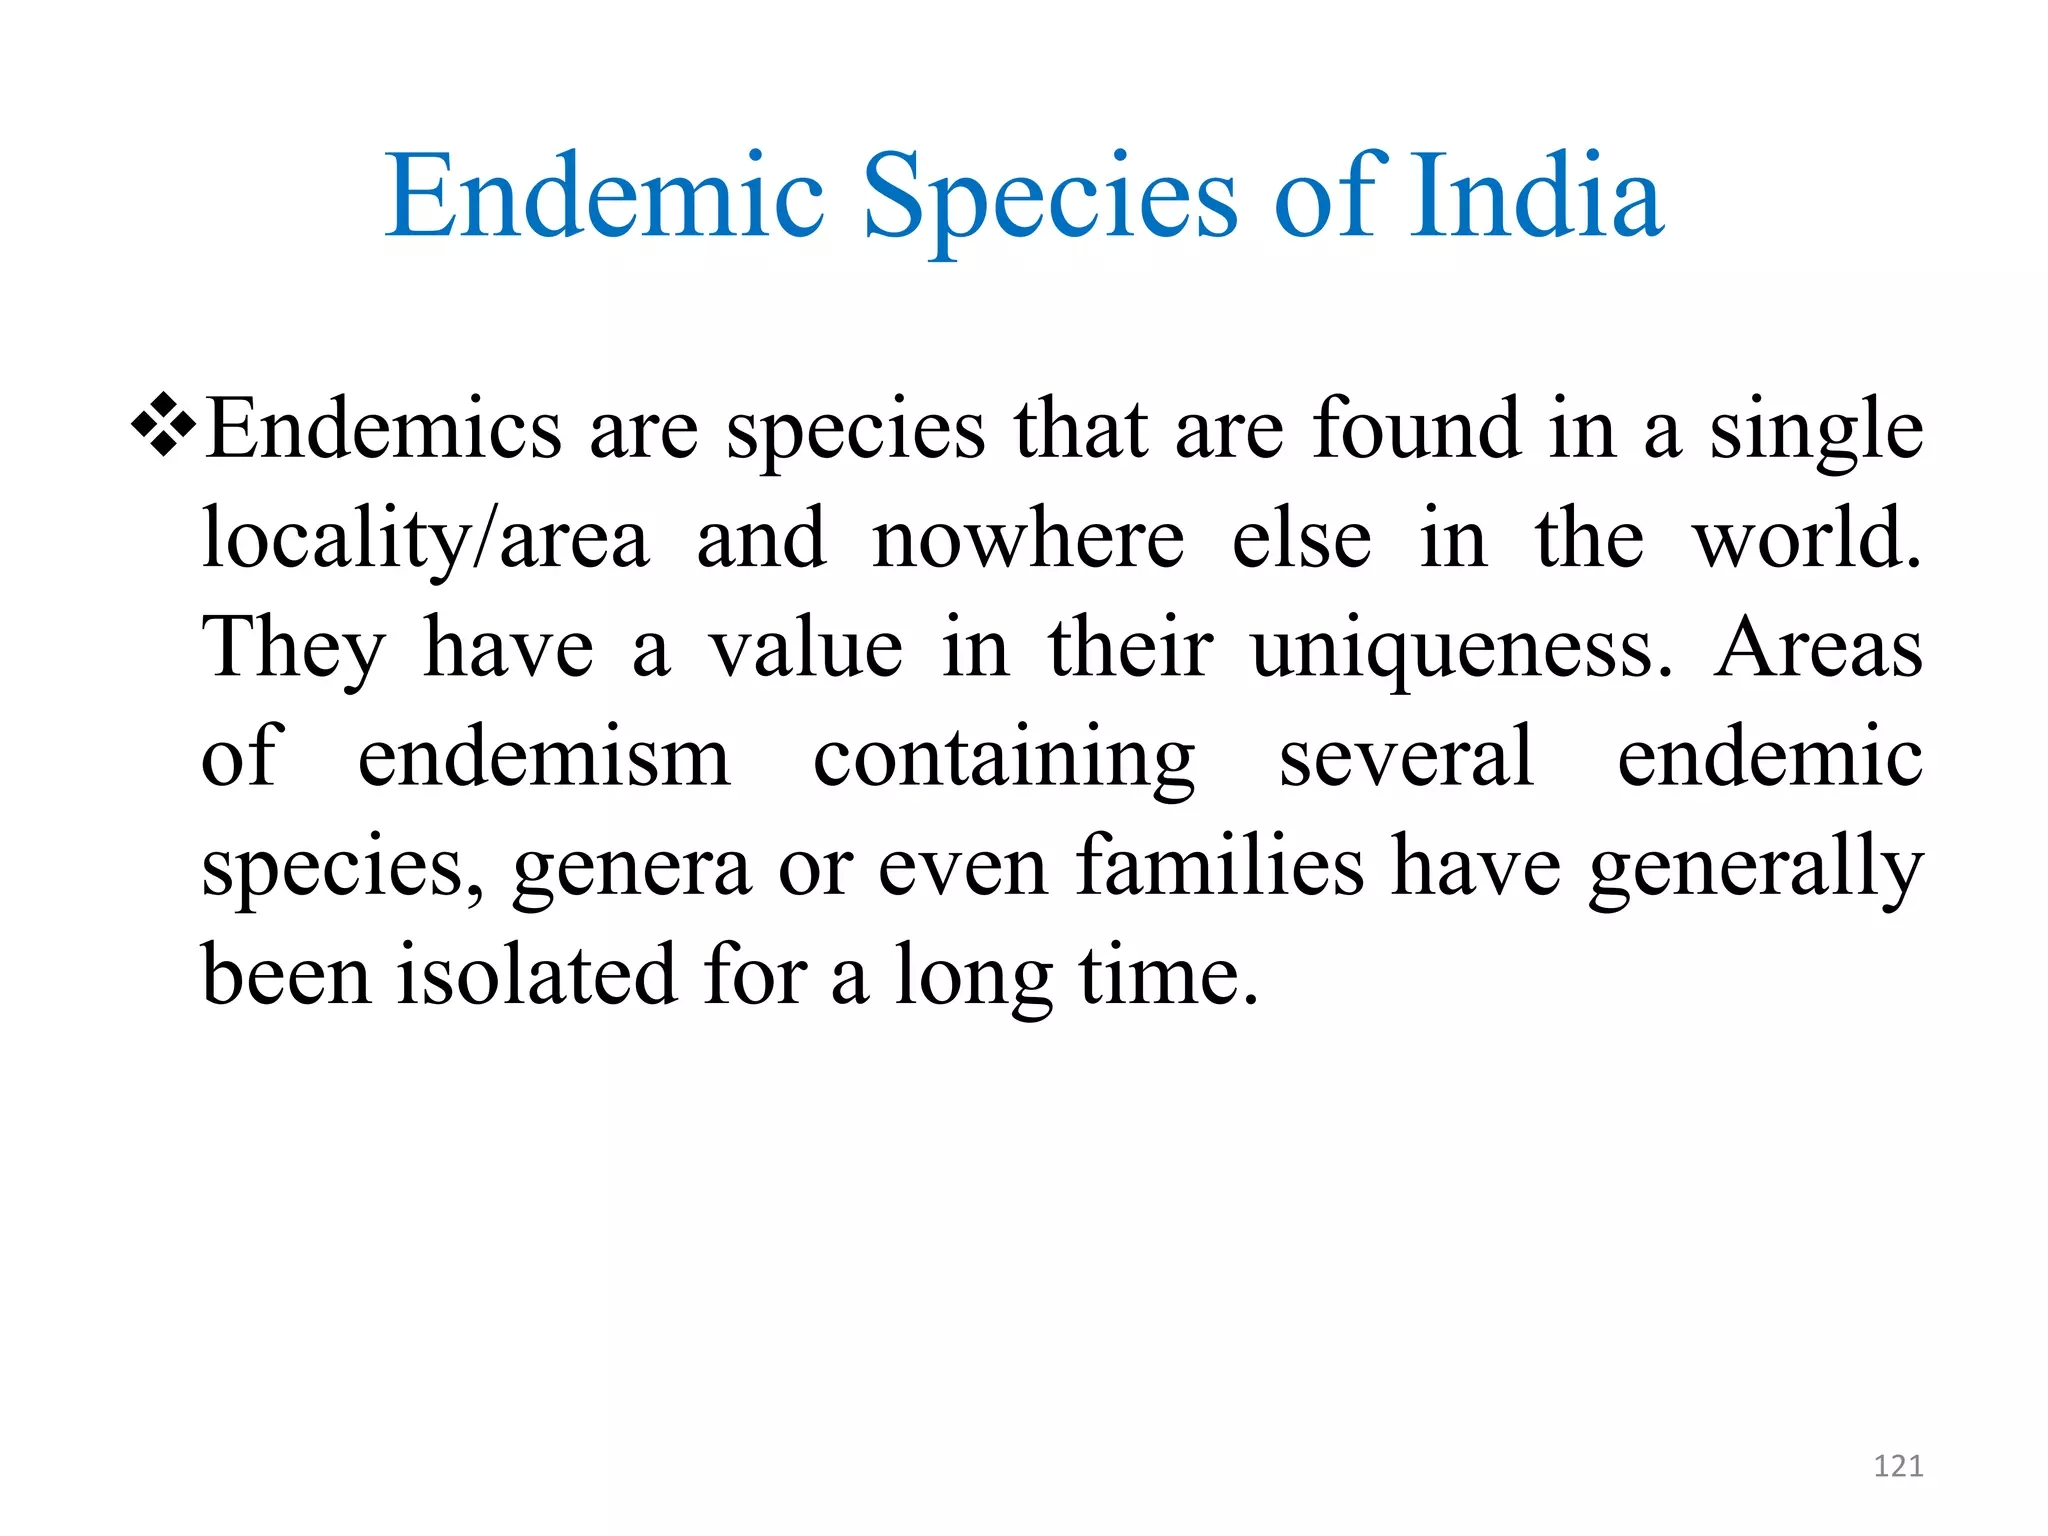 Endemic Species of India
❖Endemics are species that are found in a single
locality/area and nowhere else in the world.
They have a value in their uniqueness. Areas
of endemism containing several endemic
species, genera or even families have generally
been isolated for a long time.
121